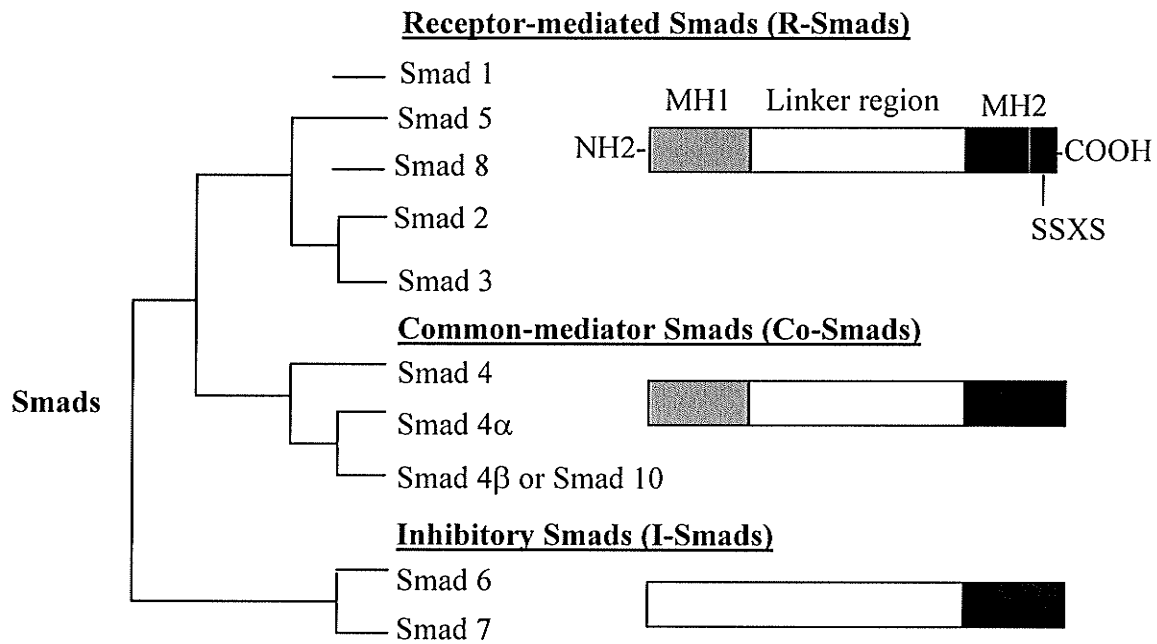 Receptor-mediated Smads (R-Smads)
Smad 1
Smad 5
Smad 8
Smad 2
Smad 3
MH1 Linker region MH2
NH2- -COOH
SSXS
Common-mediator Smads (Co-Smads)
Smads
Smad 4
Smad 4α
Smad 4β or Smad 10
Inhibitory Smads (I-Smads)
Smad 6
Smad 7